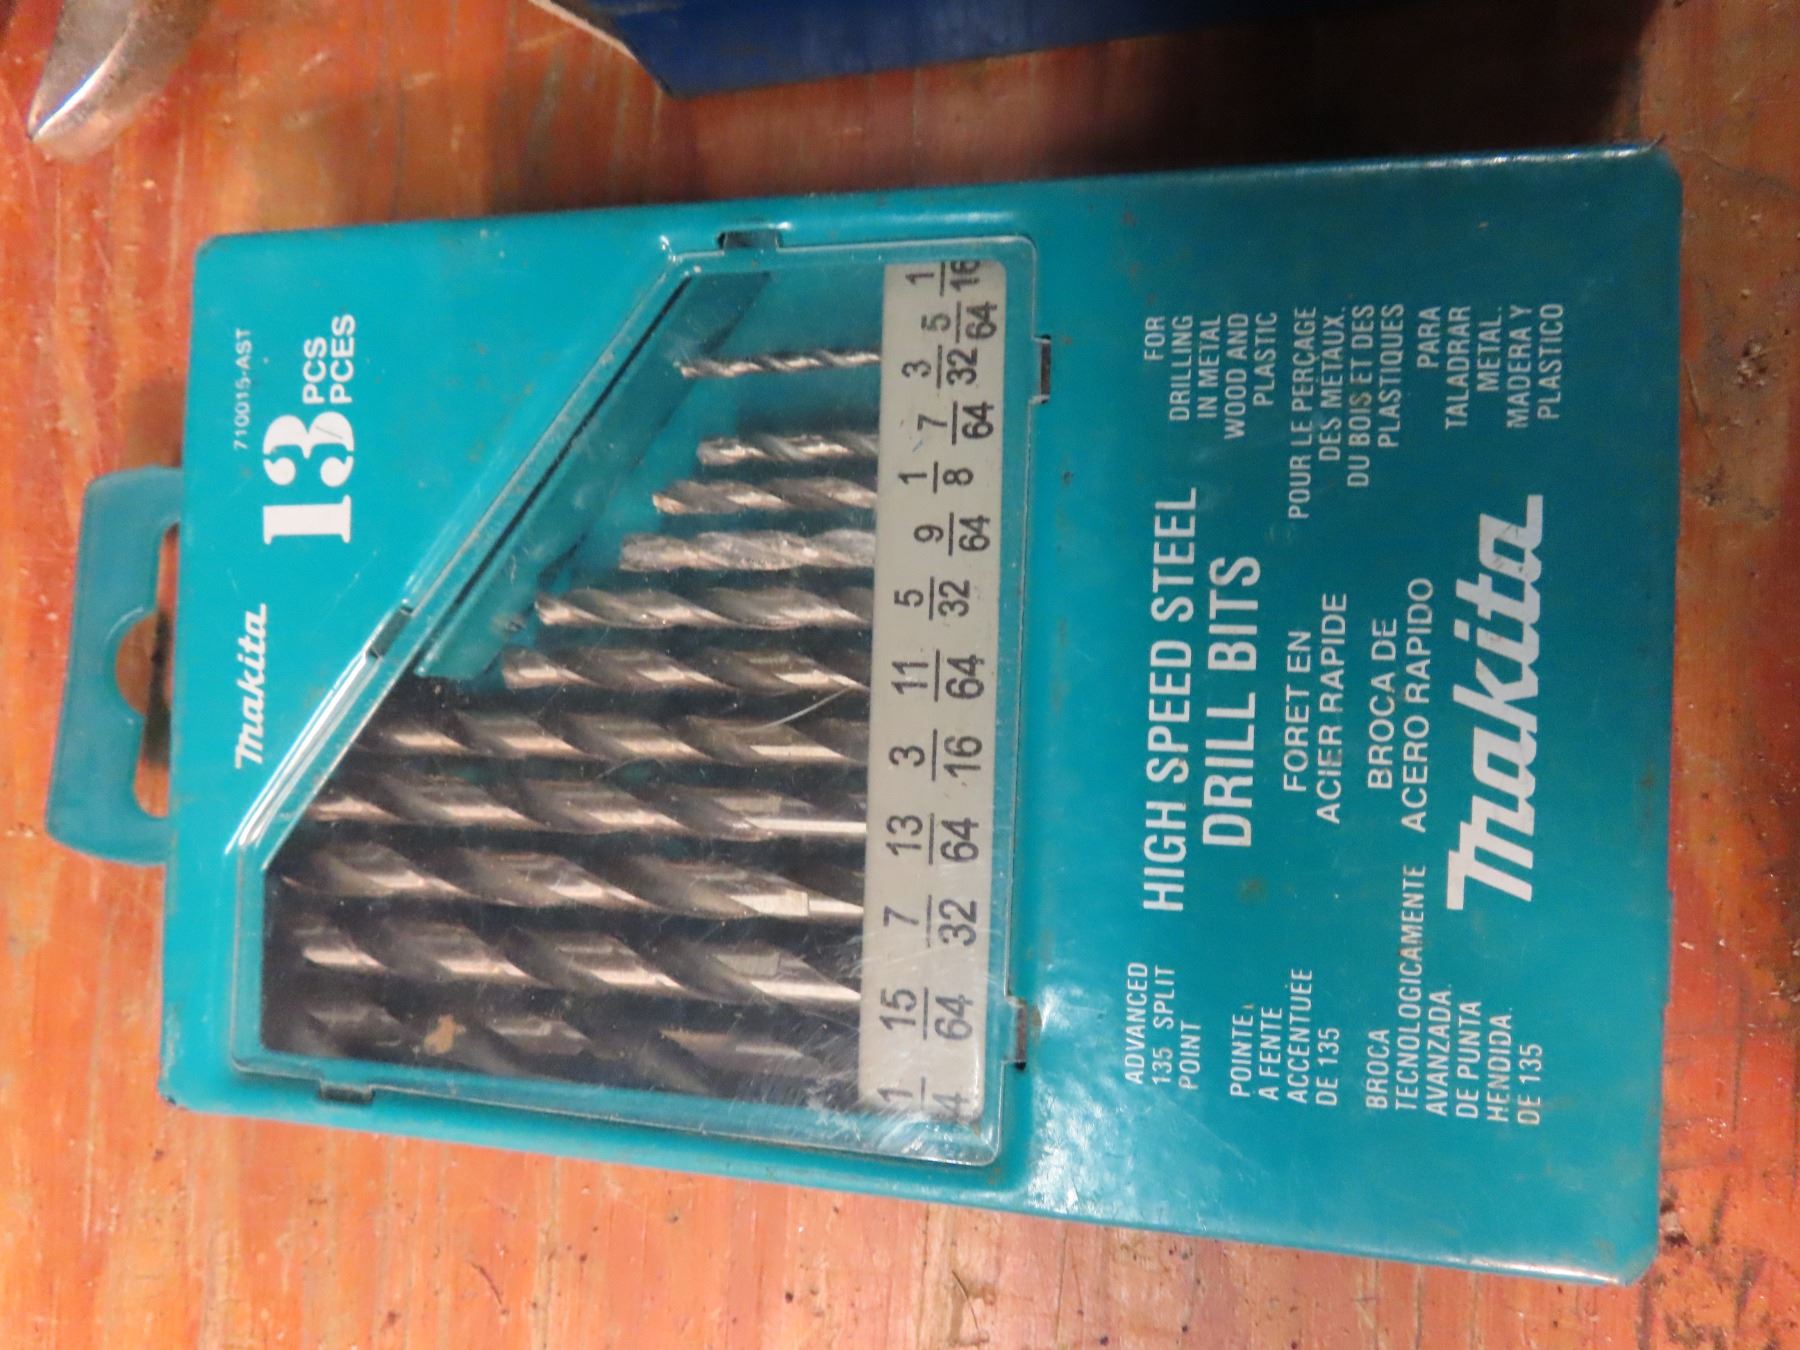 710015-AST
13 PCS
PCES
makita
1/16 5/64 3/32 7/64 1/8 9/64 5/32 11/64 3/16 13/64 7/32 15/64 1/4
ADVANCED
135 SPLIT
POINT
POINTE
A FENTE
ACCENTUÉE
DE 135
BROCA
TECNOLOGICAMENTE
AVANZADA.
DE PUNTA
HENDIDA.
DE 135
HIGH SPEED STEEL
DRILL BITS
FORET EN
ACIER RAPIDE
BROCA DE
ACERO RAPIDO
makita
FOR
DRILLING
IN METAL
WOOD AND
PLASTIC
POUR LE PERÇAGE
DES METAUX.
DU BOIS ET DES
PLASTIQUES
PARA
TALADRAR
METAL.
MADERA Y
PLASTICO